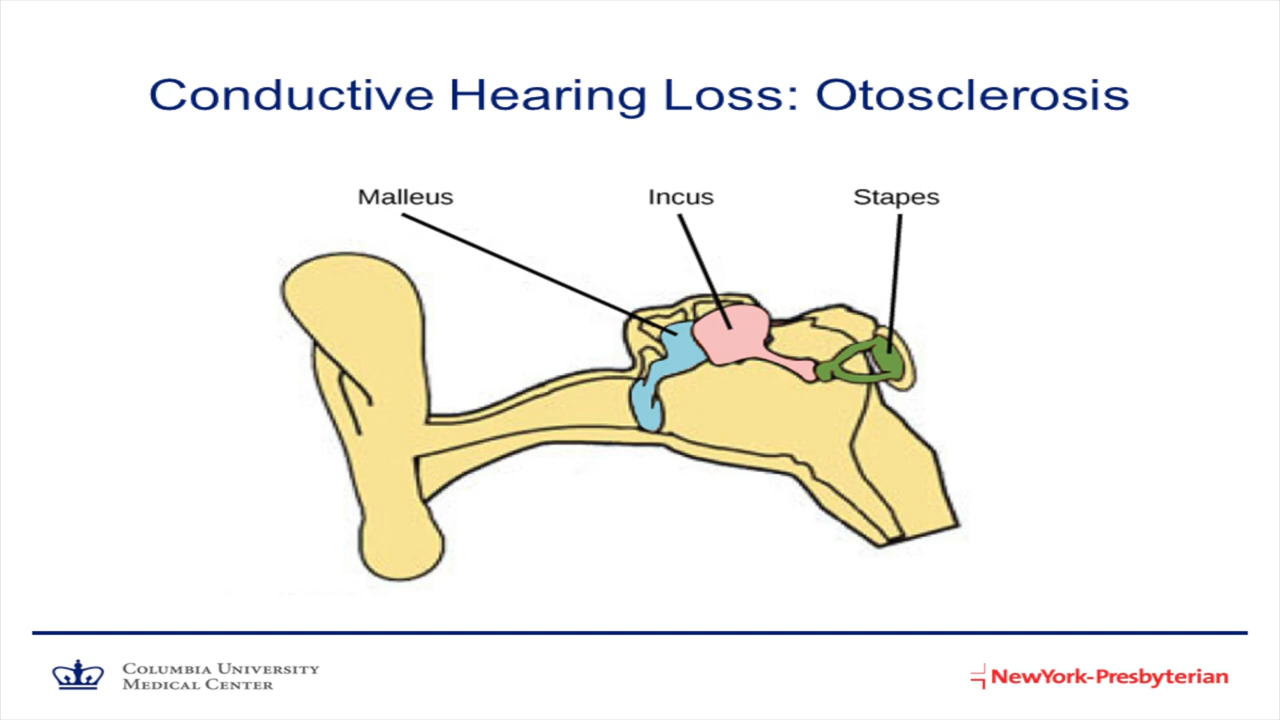 Conductive Hearing Loss: Otosclerosis
Malleus
Incus
Stapes
COLUMBIA UNIVERSITY
MEDICAL CENTER
NewYork-Presbyterian